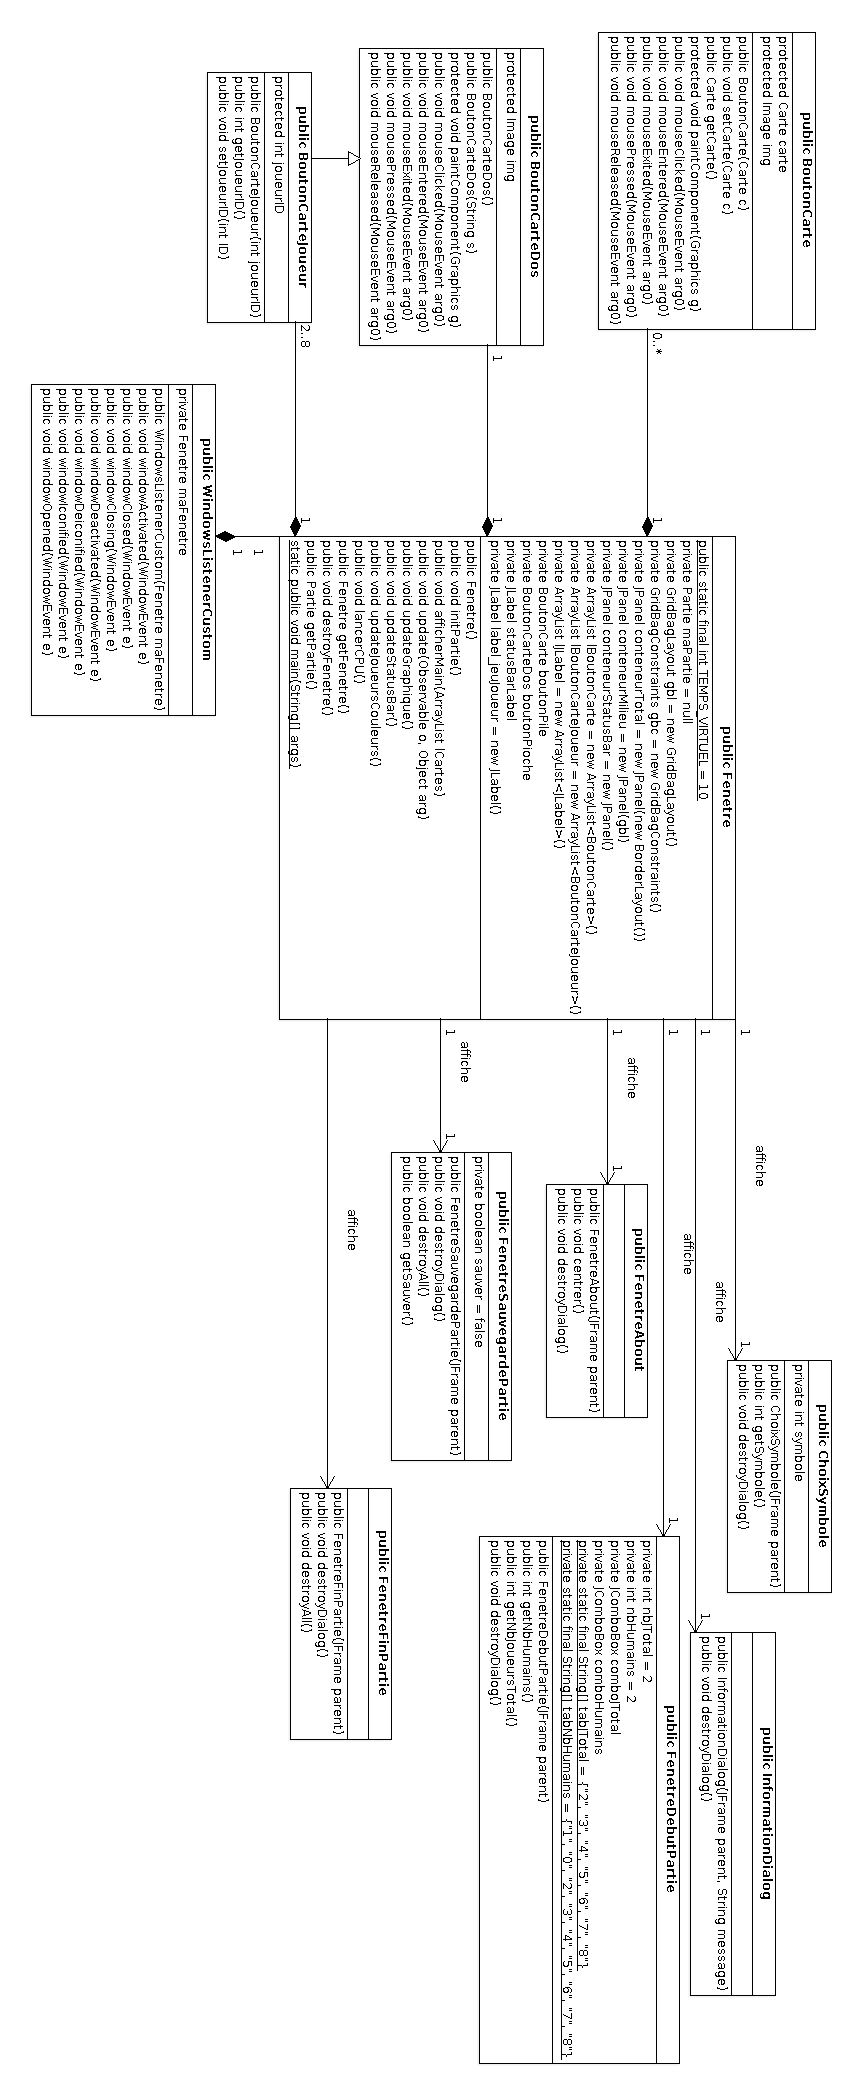 public BoutonCarte
protected Carte carte
protected Image img
public BoutonCarte(Carte c)
public void setCarte(Carte c)
public Carte getCarte()
protected void paintComponent(Graphics g)
public void mouseClicked(MouseEvent arg0)
public void mouseEntered(MouseEvent arg0)
public void mouseExited(MouseEvent arg0)
public void mousePressed(MouseEvent arg0)
public void mouseReleased(MouseEvent arg0)
0..*
1
public BoutonCarteDos
protected Image img
public BoutonCarteDos()
public BoutonCarteDos(String s)
protected void paintComponent(Graphics g)
public void mouseClicked(MouseEvent arg0)
public void mouseEntered(MouseEvent arg0)
public void mouseExited(MouseEvent arg0)
public void mousePressed(MouseEvent arg0)
public void mouseReleased(MouseEvent arg0)
1
1
public BoutonCarteJoueur
protected int joueurID
public BoutonCarteJoueur(int joueurID)
public int getJoueurID()
public void setJoueurID(int ID)
2..8
1
public WindowsListenerCustom
private Fenetre maFenetre
public WindowsListenerCustom(Fenetre maFenetre)
public void windowActivated(WindowEvent e)
public void windowClosed(WindowEvent e)
public void windowClosing(WindowEvent e)
public void windowDeactivated(WindowEvent e)
public void windowDeiconified(WindowEvent e)
public void windowIconified(WindowEvent e)
public void windowOpened(WindowEvent e)
1
1
public Fenetre
public static final int TEMPS_VIRTUEL = 10
private Partie maPartie = null
private GridBagLayout gbl = new GridBagLayout()
private GridBagConstraints gbc = new GridBagConstraints()
private JPanel conteneurTotal = new JPanel(new BorderLayout())
private JPanel conteneurMilieu = new JPanel(gbl)
private JPanel conteneurStatusBar = new JPanel()
private ArrayList lBoutonCarte = new ArrayList<BoutonCarte>()
private ArrayList lBoutonCarteJoueur = new ArrayList<BoutonCarteJoueur>()
private ArrayList lJLabel = new ArrayList<JLabel>()
private BoutonCarte boutonPile
private BoutonCarteDos boutonPioche
private JLabel statusBarLabel
private JLabel label_jeuJoueur = new JLabel()
public Fenetre()
public void initPartie()
public void afficherMain(ArrayList lCartes)
public void update(Observable o, Object arg)
public void updateGraphique()
public void updateStatusBar()
public void updateJoueursCouleurs()
public void lancerCPU()
public Fenetre getFenetre()
public void destroyFenetre()
public Partie getPartie()
static public void main(String[] args)
1
affiche
1
public ChoixSymbole
private int symbole
public ChoixSymbole(JFrame parent)
public int getSymbole()
public void destroyDialog()
1
affiche
1
public InformationDialog
public InformationDialog(JFrame parent, String message)
public void destroyDialog()
1
affiche
1
public FenetreDebutPartie
private int nbJTotal = 2
private int nbHumains = 2
private JComboBox comboJTotal
private JComboBox comboHumains
private static final String[] tabJTotal = {"2", "3", "4", "5", "6", "7", "8"}
private static final String[] tabNbHumains = {"1", "0", "2", "3", "4", "5", "6", "7", "8"}
public FenetreDebutPartie(JFrame parent)
public int getNbHumains()
public int getNbJoueursTotal()
public void destroyDialog()
1
affiche
1
public FenetreAbout
public FenetreAbout(JFrame parent)
public void centrer()
public void destroyDialog()
1
affiche
1
public FenetreSauvegardePartie
private boolean sauver = false
public FenetreSauvegardePartie(JFrame parent)
public void destroyDialog()
public void destroyAll()
public boolean getSauver()
affiche
public FenetreFinPartie
public FenetreFinPartie(JFrame parent)
public void destroyDialog()
public void destroyAll()